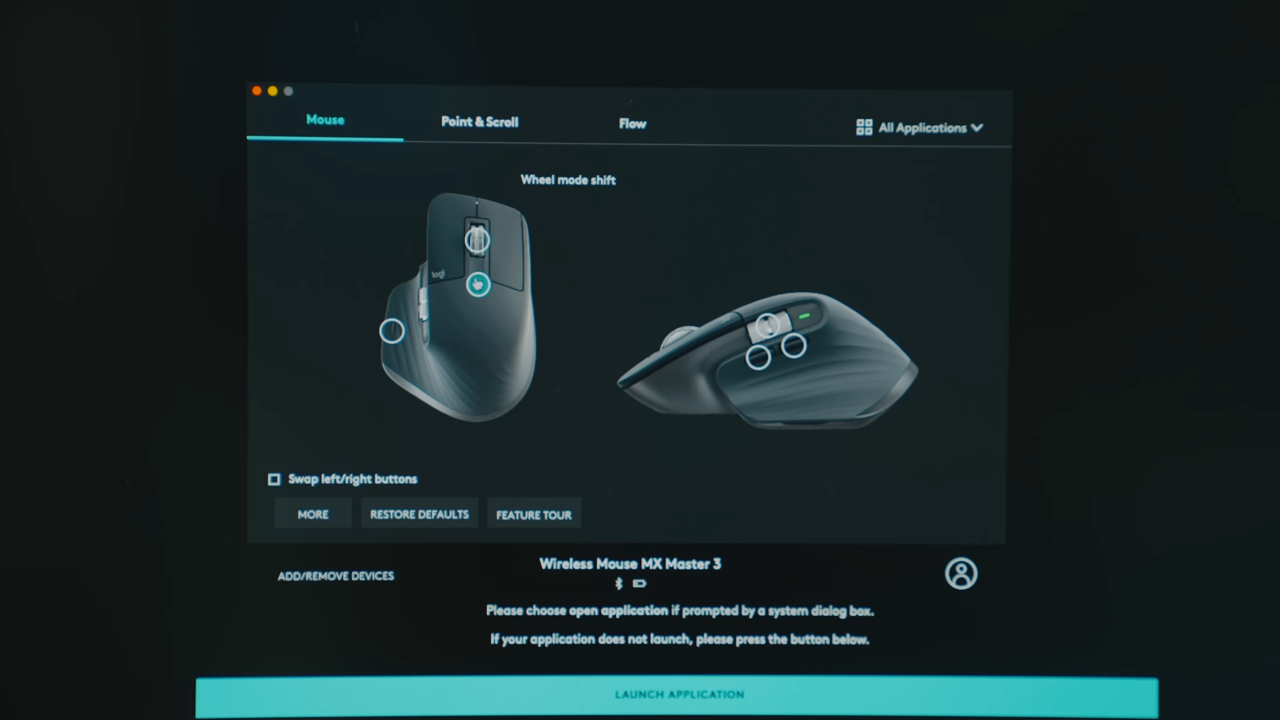 Mouse
Point & Scroll
Flow
All Applications
Wheel mode shift
logi
Swap left/right buttons
MORE
RESTORE DEFAULTS
FEATURE TOUR
ADD/REMOVE DEVICES
Wireless Mouse MX Master 3
Please choose open application if prompted by a system dialog box.
If your application does not launch, please press the button below.
LAUNCH APPLICATION